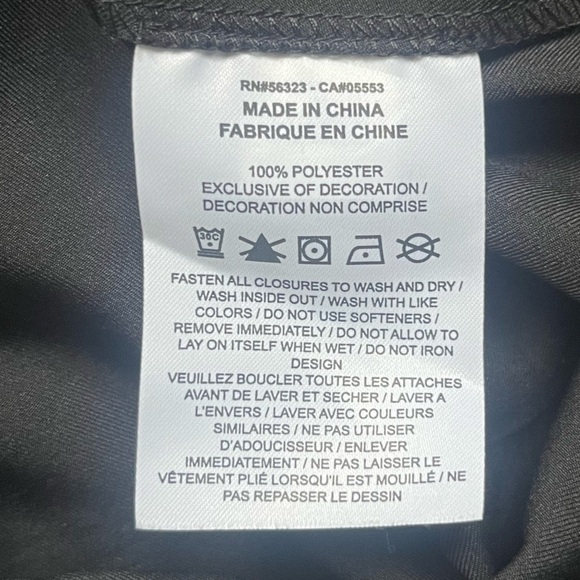 RN#56323 - CA#05553
MADE IN CHINA
FABRIQUE EN CHINE
100% POLYESTER
EXCLUSIVE OF DECORATION /
DECORATION NON COMPRISE
30C
FASTEN ALL CLOSURES TO WASH AND DRY /
WASH INSIDE OUT / WASH WITH LIKE
COLORS / DO NOT USE SOFTENERS /
REMOVE IMMEDIATELY / DO NOT ALLOW TO
LAY ON ITSELF WHEN WET / DO NOT IRON
DESIGN
VEUILLEZ BOUCLER TOUTES LES ATTACHES
AVANT DE LAVER ET SECHER / LAVER A
L'ENVERS / LAVER AVEC COULEURS
SIMILAIRES / NE PAS UTILISER
D'ADOUCISSEUR / ENLEVER
IMMEDIATEMENT / NE PAS LAISSER LE
VÊTEMENT PLIÉ LORSQU'IL EST MOUILLÉ / NE
PAS REPASSER LE DESSIN